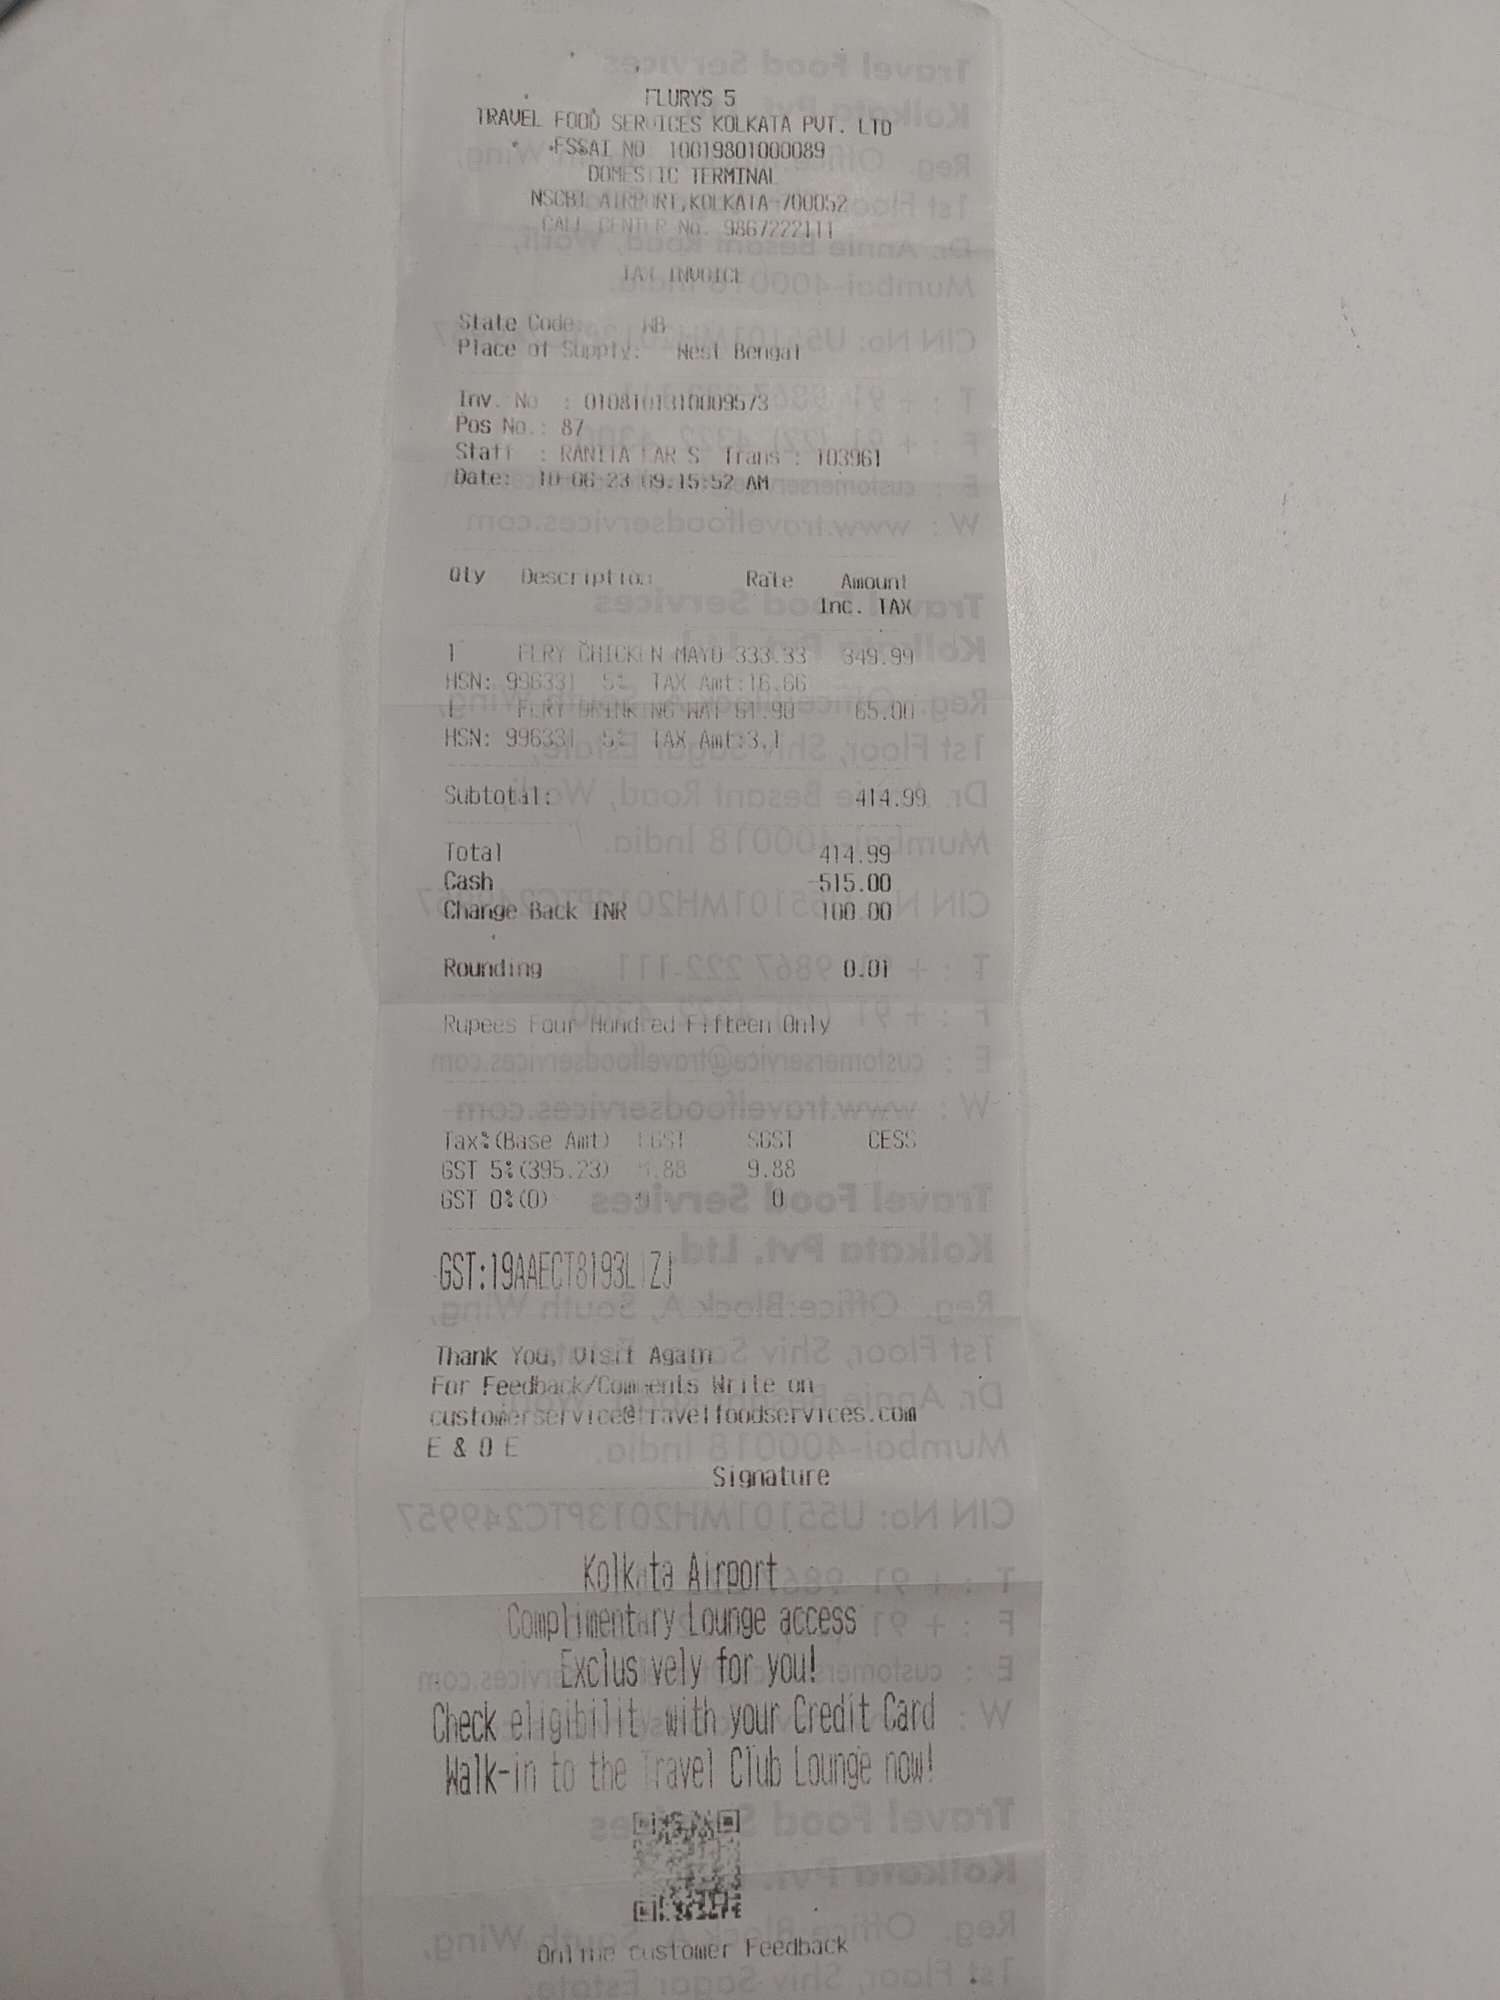 FLURYS 5
TRAVEL FOOD SERVICES KOLKATA PVT. LTD
FSSAI NO 10019801000089
DOMESTIC TERMINAL
NSCBI AIRPORT,KOLKATA-700052
CALL CENTER No. 9867222111
TAX INVOICE
State Code: WB
Place of Supply: West Bengal
Inv. No : 0108101310009573
Pos No.: 87
Staff : RANITA KAR S Trans : 103961
Date: 10-06-23 09:15:52 AM
Qty Description Rate Amount
Inc. TAX
1 FLRY CHICKEN MAYO 333.33 349.99
HSN: 996331 5% TAX Amt:16.66
1 FLRY DRINKING WAT 61.90 65.00
HSN: 996331 5% TAX Amt:3.1
Subtotal: 414.99
Total 414.99
Cash 515.00
Change Back INR 100.00
Rounding 0.01
Rupees Four Hundred Fifteen Only
Tax%(Base Amt) CGST SGST CESS
GST 5%(395.23) 9.88 9.88
GST 0%(0) 0 0
GST:19AAECT8193L1ZJ
Thank You, Visit Again
For Feedback/Comments Write on
customerservice@travelfoodservices.com
E & O E
Signature
Kolkata Airport
Complimentary Lounge access
Exclusively for you!
Check eligibility with your Credit Card
Walk-in to the Travel Club Lounge now!
Online customer Feedback